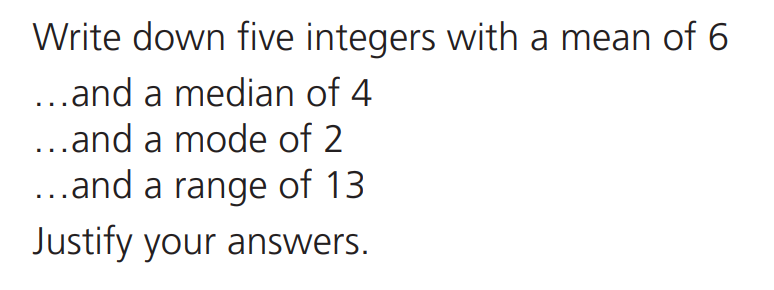 Write down five integers with a mean of 6
…and a median of 4
…and a mode of 2
…and a range of 13
Justify your answers.